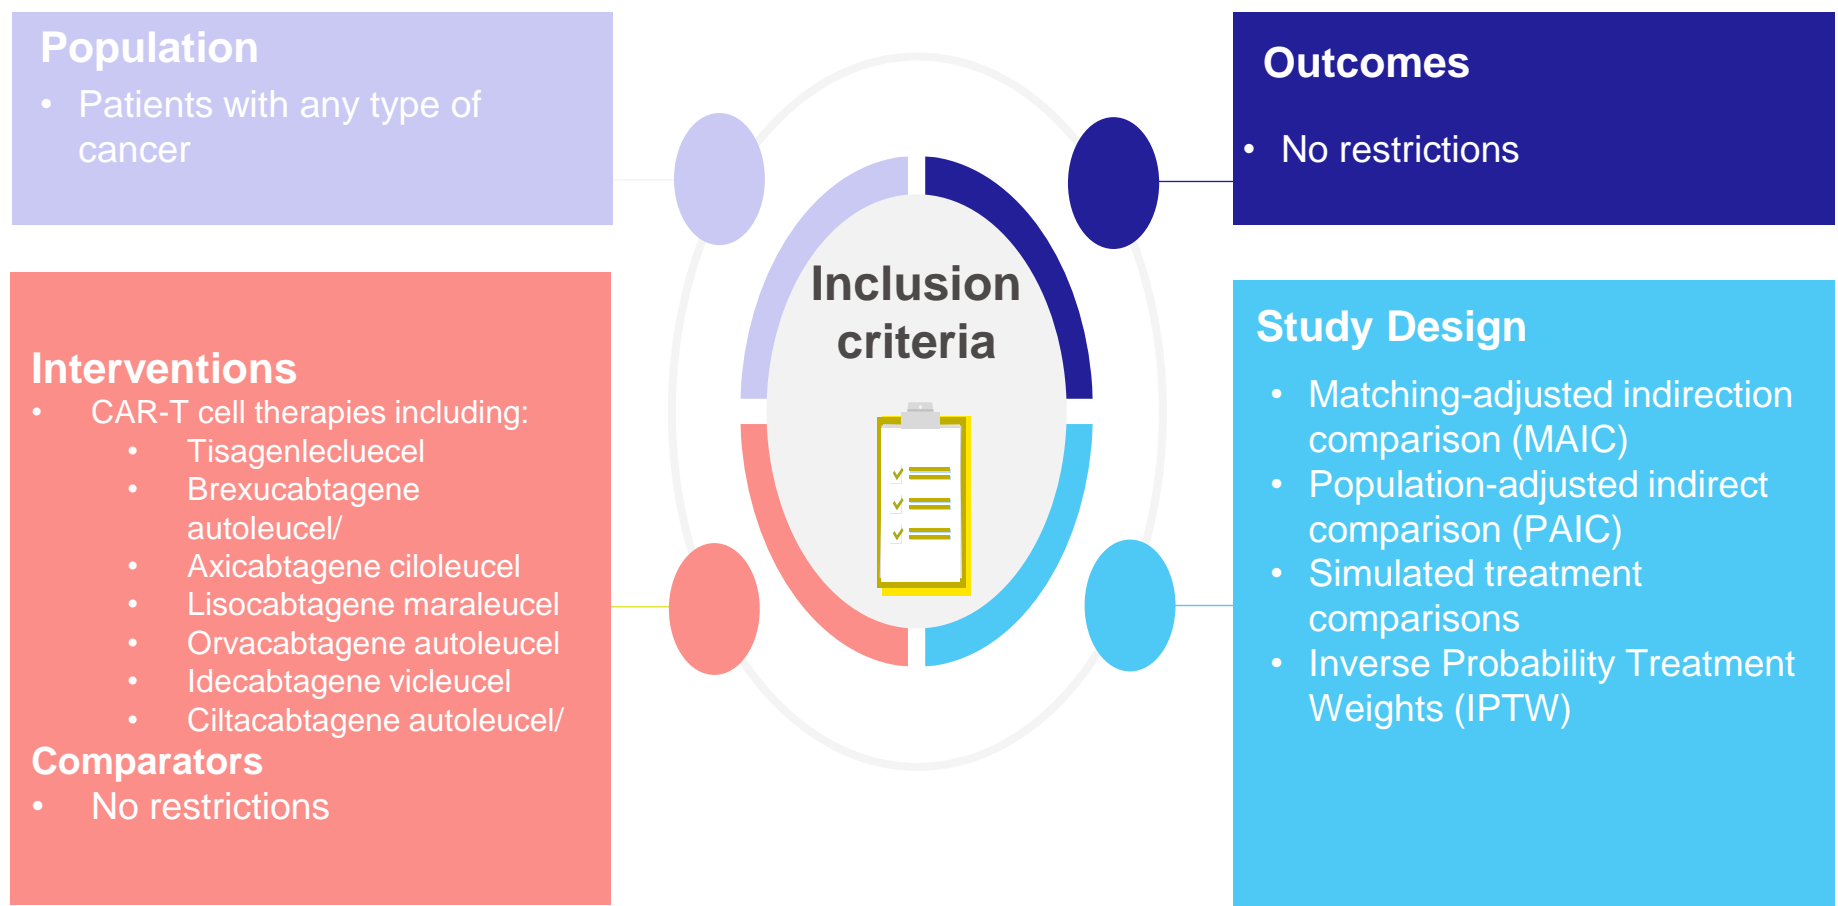 Population
• Patients with any type of
cancer
Interventions
• CAR-T cell therapies including:
• Tisagenlecluecel
• Brexucabtagene
autoleucel/
• Axicabtagene ciloleucel
• Lisocabtagene maraleucel
• Orvacabtagene autoleucel
• Idecabtagene vicleucel
• Ciltacabtagene autoleucel/
Comparators
• No restrictions
Inclusion
criteria
Outcomes
• No restrictions
Study Design
• Matching-adjusted indirection
comparison (MAIC)
• Population-adjusted indirect
comparison (PAIC)
• Simulated treatment
comparisons
• Inverse Probability Treatment
Weights (IPTW)